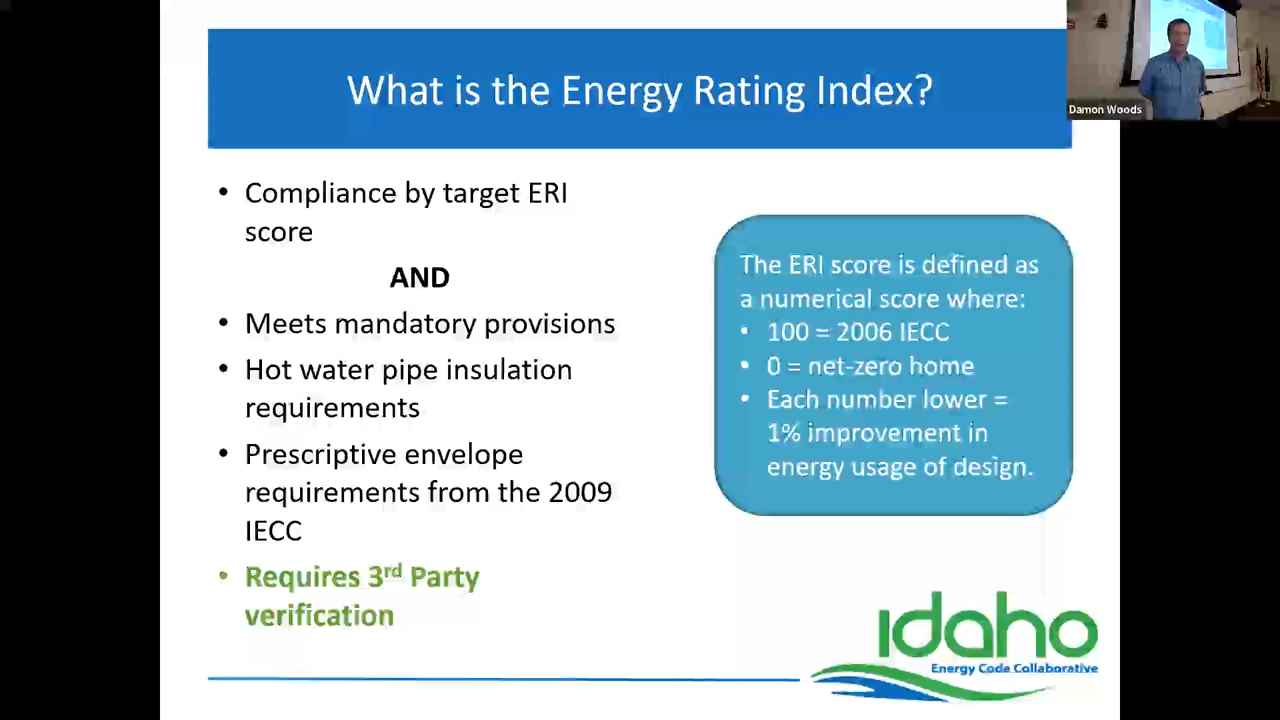 What is the Energy Rating Index?
Damon Woods
• Compliance by target ERI
score
AND
• Meets mandatory provisions
• Hot water pipe insulation
requirements
• Prescriptive envelope
requirements from the 2009
IECC
• Requires 3rd Party
verification
The ERI score is defined as
a numerical score where:
• 100 = 2006 IECC
• 0 = net-zero home
• Each number lower =
1% improvement in
energy usage of design.
idaho
Energy Code Collaborative